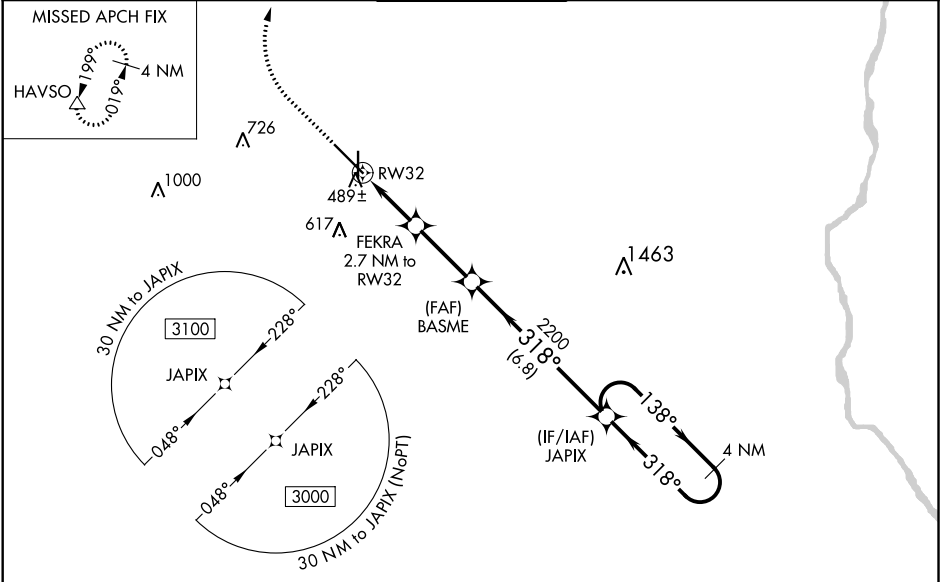 MISSED APCH FIX
HAVSO
199°
019°
4 NM
726
1000
RW32
489±
617
FEKRA
2.7 NM to
RW32
1463
(FAF)
BASME
2200
318°
(6.8)
30 NM to JAPIX
3100
228°
JAPIX
048°
228°
JAPIX
048°
3000
30 NM to JAPIX (NoPT)
(IF/IAF)
JAPIX
138°
318°
4 NM